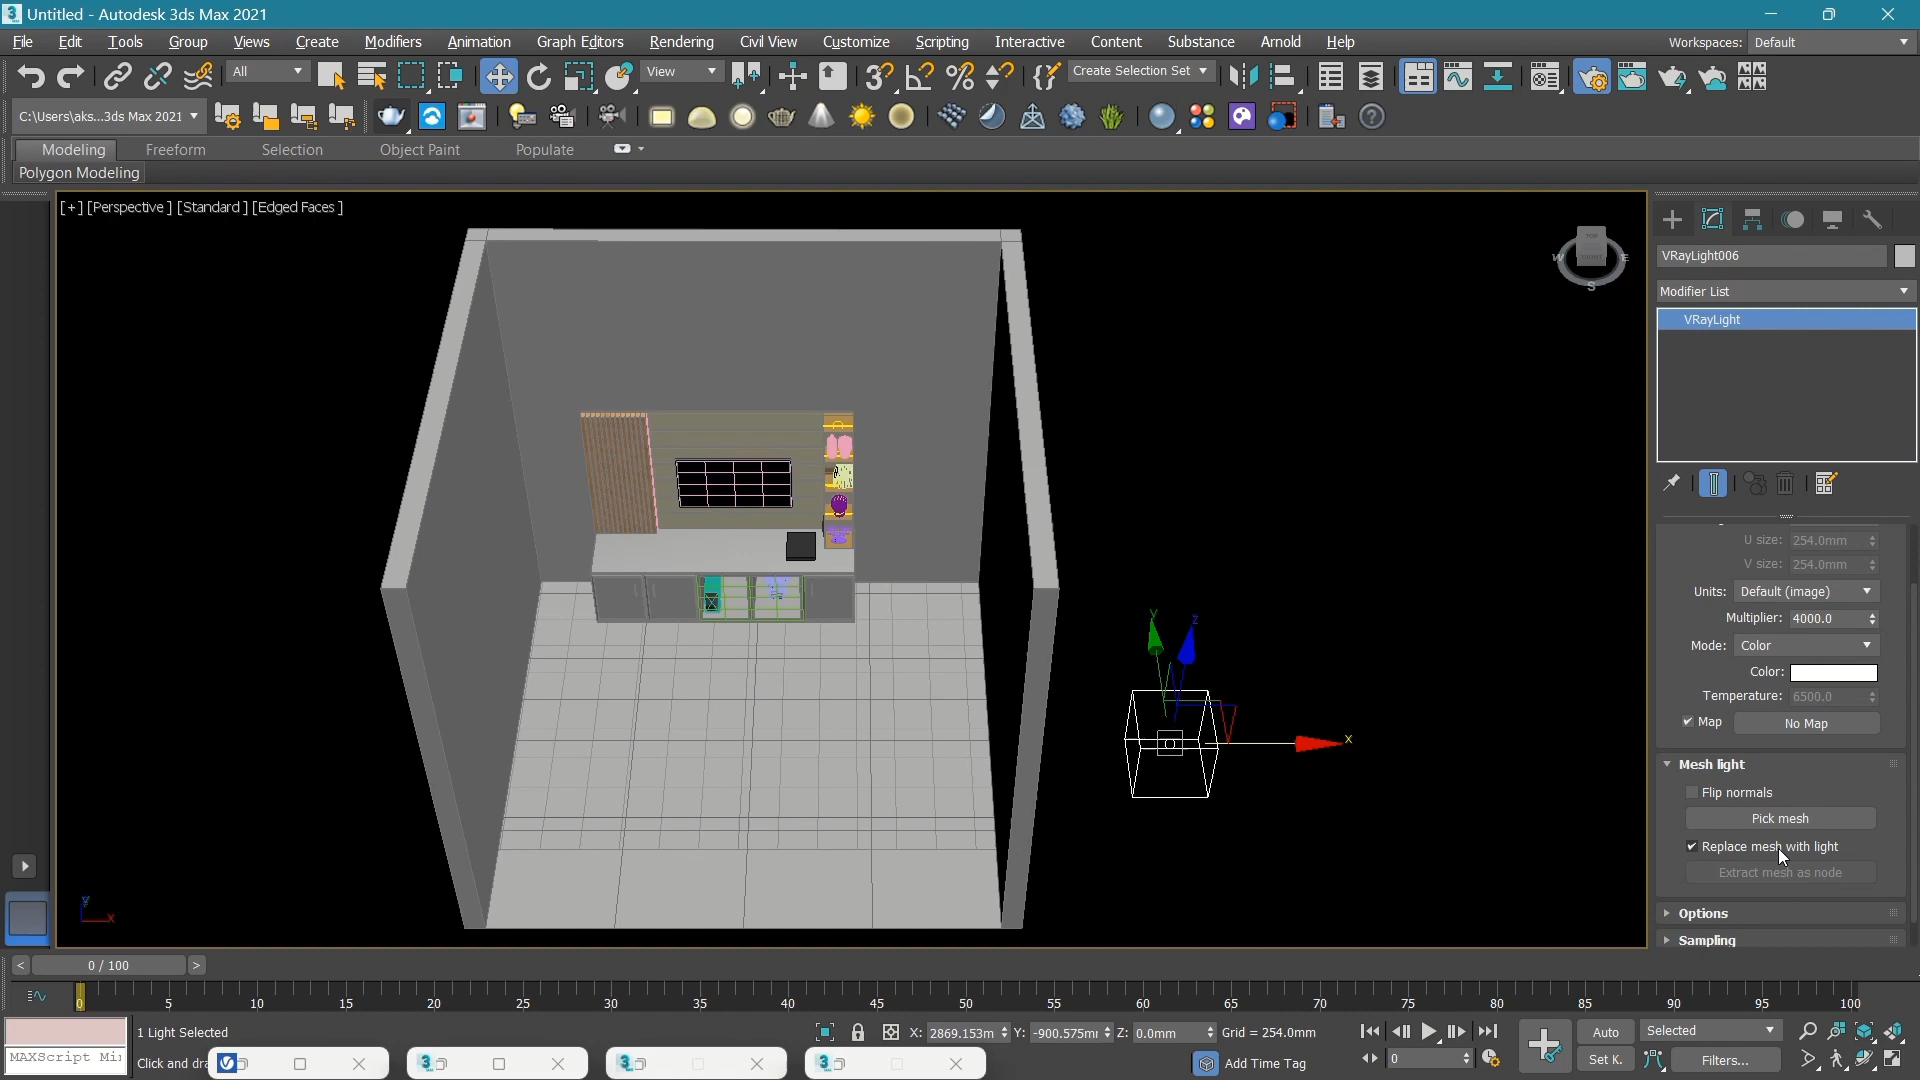 Untitled - Autodesk 3ds Max 2021
File Edit Tools Group Views Create Modifiers Animation Graph Editors Rendering Civil View Customize Scripting Interactive Content Substance Arnold Help Workspaces: Default
All View Create Selection Set
C:\Users\aks...3ds Max 2021
Modeling Freeform Selection Object Paint Populate
Polygon Modeling
[+] [Perspective] [Standard] [Edged Faces]
TOP
W E
S
VRayLight006
Modifier List
VRayLight
U size: 254.0mm
V size: 254.0mm
Units: Default (image)
Multiplier: 4000.0
Mode: Color
Color:
Temperature: 6500.0
Map No Map
Mesh light
Flip normals
Pick mesh
Replace mesh with light
Extract mesh as node
Options
Sampling
y z
x
x
< 0 / 100 >
0 5 10 15 20 25 30 35 40 45 50 55 60 65 70 75 80 85 90 95 100
1 Light Selected
X: 2869.153m Y: -900.575m Z: 0.0mm Grid = 254.0mm
Auto Selected
MAXScript Mi
Click and dra
Add Time Tag
0
Set K. Filters...